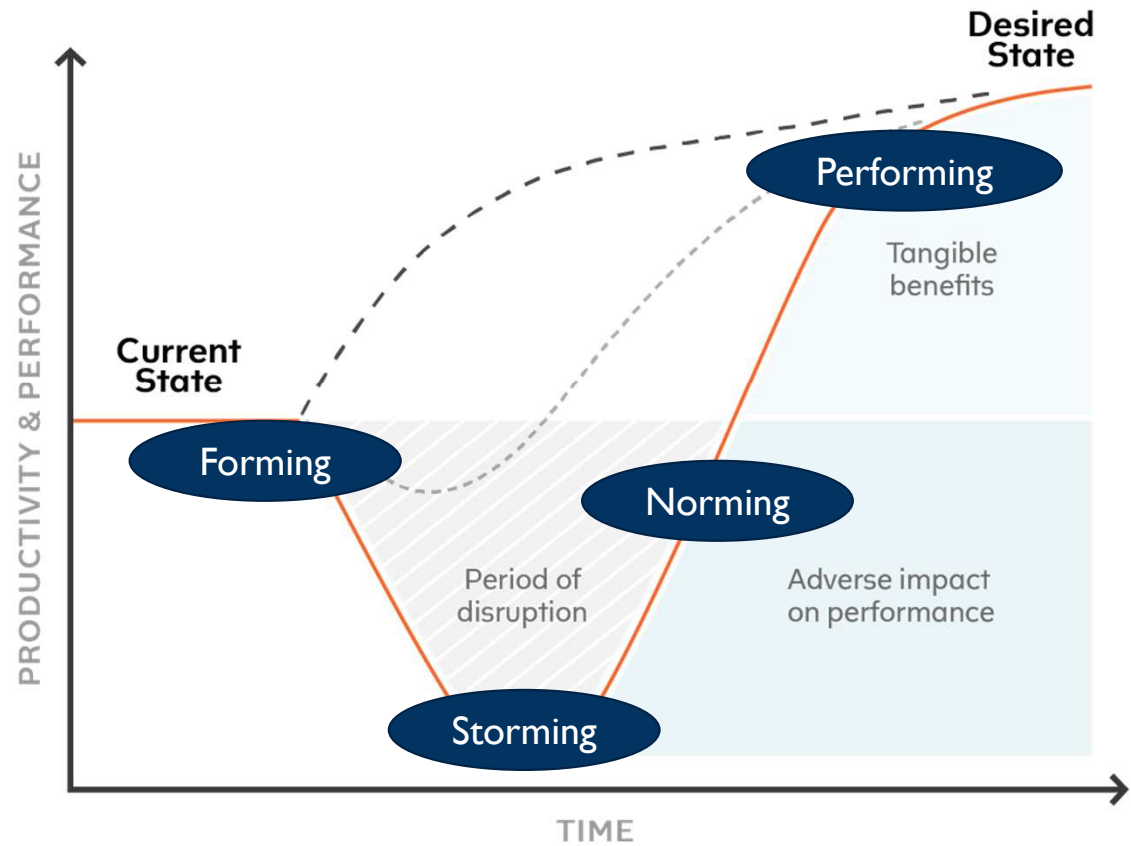 Desired
State
PRODUCTIVITY & PERFORMANCE
Performing
Tangible
benefits
Current
State
Forming
Norming
Period of
disruption
Adverse impact
on performance
Storming
TIME